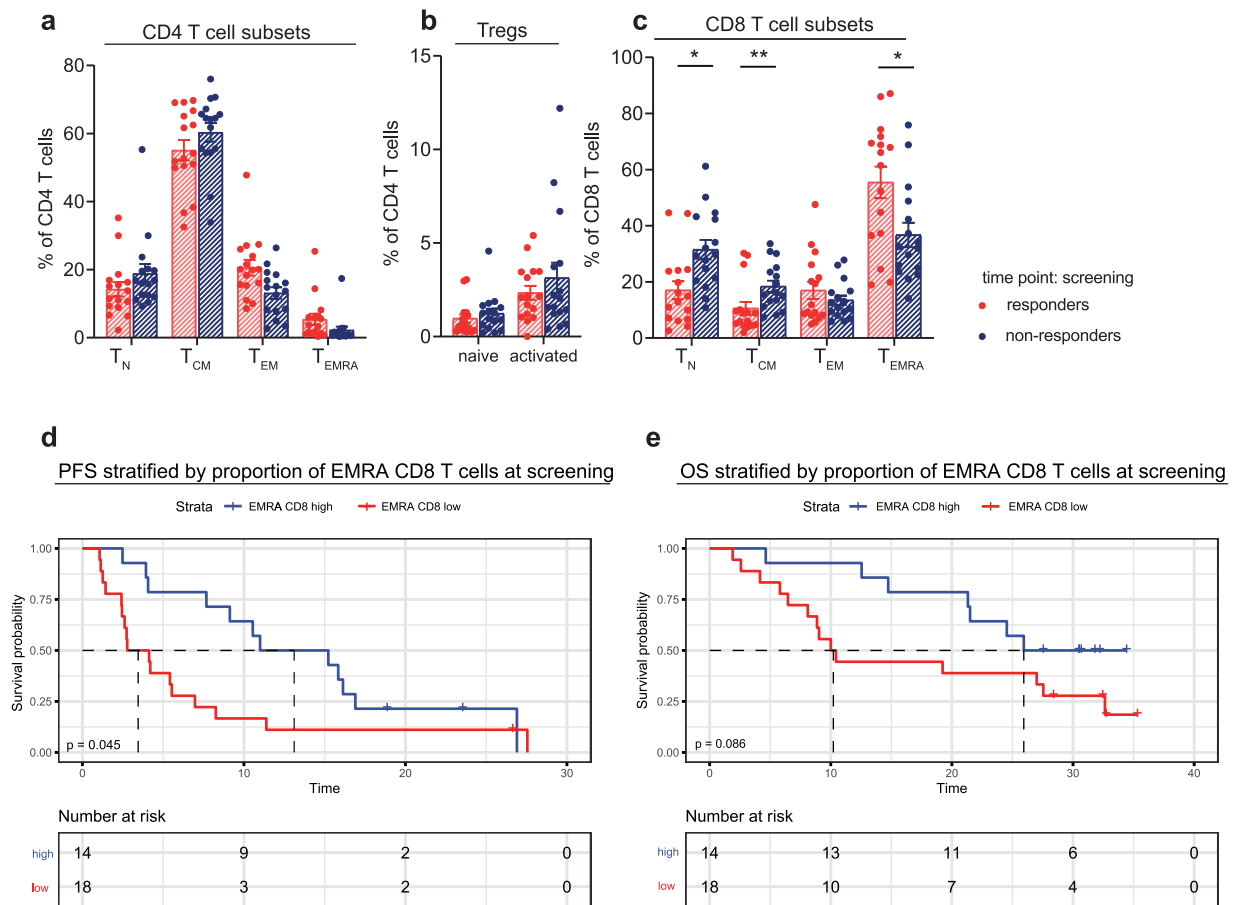 a
CD4 T cell subsets
% of CD4 T cells
80
60
40
20
0
TN
TCM
TEM
TEMRA
b
Tregs
% of CD4 T cells
15
10
5
0
naive
activated
c
CD8 T cell subsets
% of CD8 T cells
100
80
60
40
20
0
*
**
*
TN
TCM
TEM
TEMRA
time point: screening
responders
non-responders
d
PFS stratified by proportion of EMRA CD8 T cells at screening
Strata EMRA CD8 high EMRA CD8 low
Survival probability
1.00
0.75
0.50
0.25
0.00
p = 0.045
0 10 20 30
Time
Number at risk
high 14 9 2 0
low 18 3 2 0
e
OS stratified by proportion of EMRA CD8 T cells at screening
Strata EMRA CD8 high EMRA CD8 low
Survival probability
1.00
0.75
0.50
0.25
0.00
p = 0.086
0 10 20 30 40
Time
Number at risk
high 14 13 11 6 0
low 18 10 7 4 0